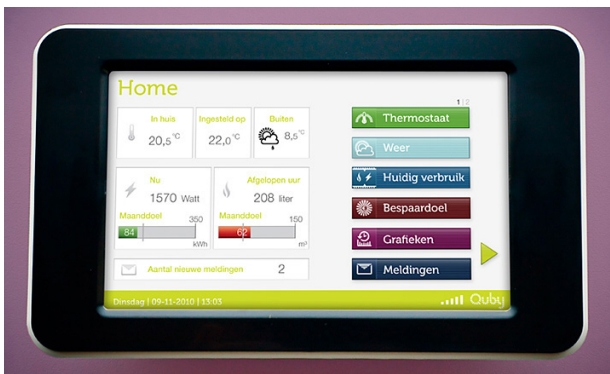 Home
1|2
In huis
20,5 °C
Ingesteld op
22,0 °C
Buiten
8,5 °C
Nu
1570 Watt
Maanddoel
350
84
kWh
Afgelopen uur
208 liter
Maanddoel
150
62
m³
Aantal nieuwe meldingen 2
Thermostaat
Weer
Huidig verbruik
Bespaardoel
Grafieken
Meldingen
Dinsdag | 09-11-2010 | 13:03
Quby